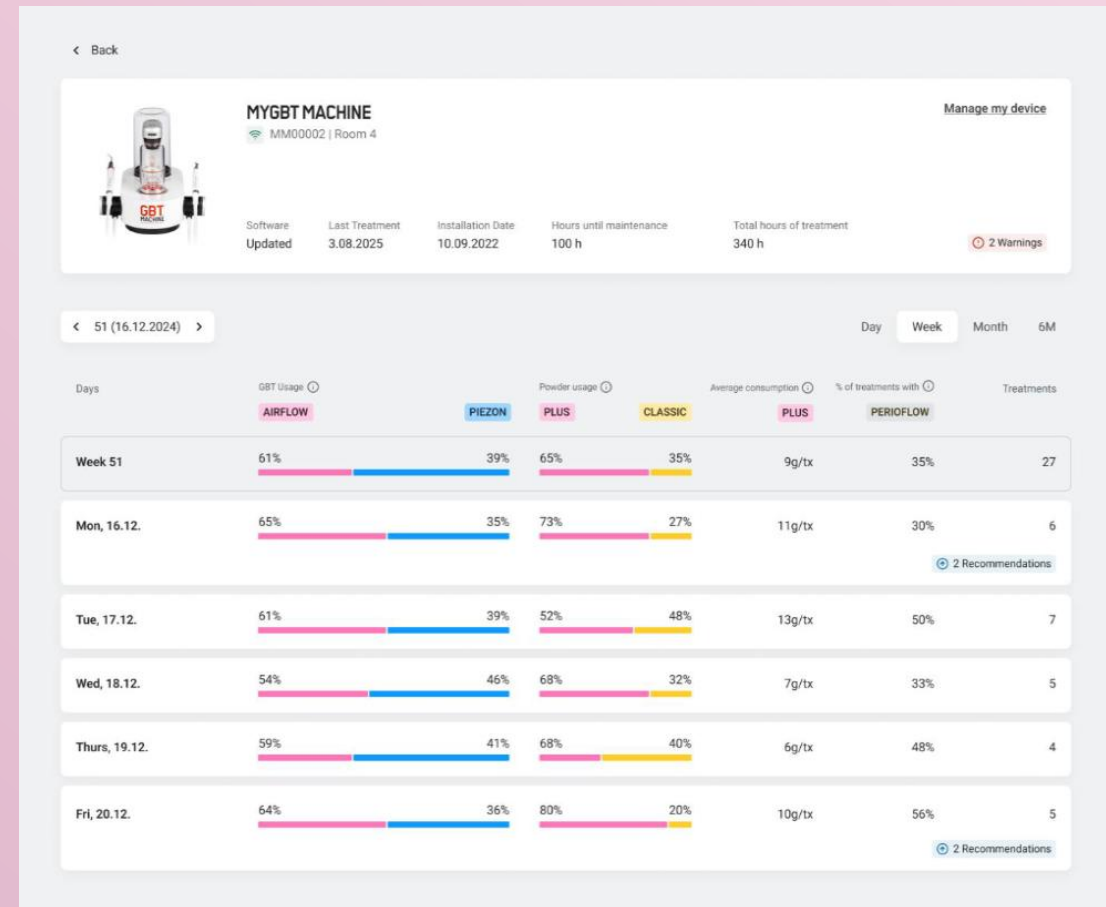 Back
MYGBT MACHINE
Manage my device
MM00002 | Room 4
GBT
MACHINE
Software Last Treatment Installation Date Hours until maintenance Total hours of treatment
Updated 3.08.2025 10.09.2022 100 h 340 h 2 Warnings
51 (16.12.2024) Day Week Month 6M
Days GBT Usage Powder usage Average consumption % of treatments with Treatments
AIRFLOW PIEZON PLUS CLASSIC PLUS PERIOFLOW
Week 51 61% 39% 65% 35% 9g/tx 35% 27
Mon, 16.12. 65% 35% 73% 27% 11g/tx 30% 6
2 Recommendations
Tue, 17.12. 61% 39% 52% 48% 13g/tx 50% 7
Wed, 18.12. 54% 46% 68% 32% 7g/tx 33% 5
Thurs, 19.12. 59% 41% 68% 40% 6g/tx 48% 4
Fri, 20.12. 64% 36% 80% 20% 10g/tx 56% 5
2 Recommendations